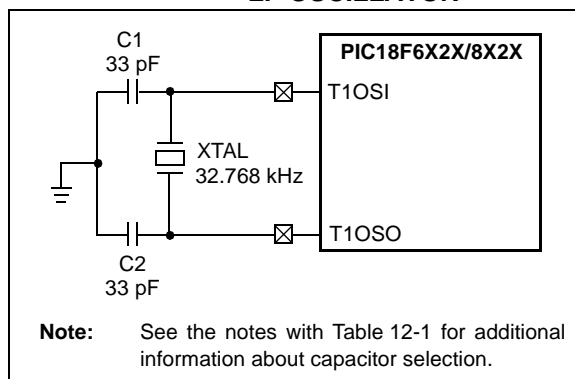 C1
33 pF
PIC18F6X2X/8X2X
T1OSI
XTAL
32.768 kHz
T1OSO
C2
33 pF
Note: See the notes with Table 12-1 for additional
information about capacitor selection.